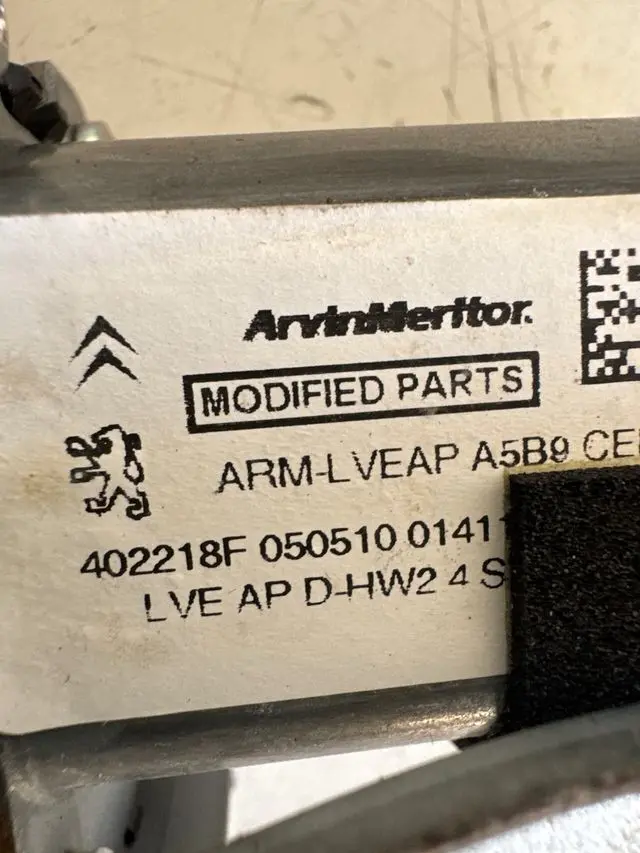 ArvinMeritor.
MODIFIED PARTS
ARM-LVEAP A5B9
402218F 050510
LVE AP D-HW2 4